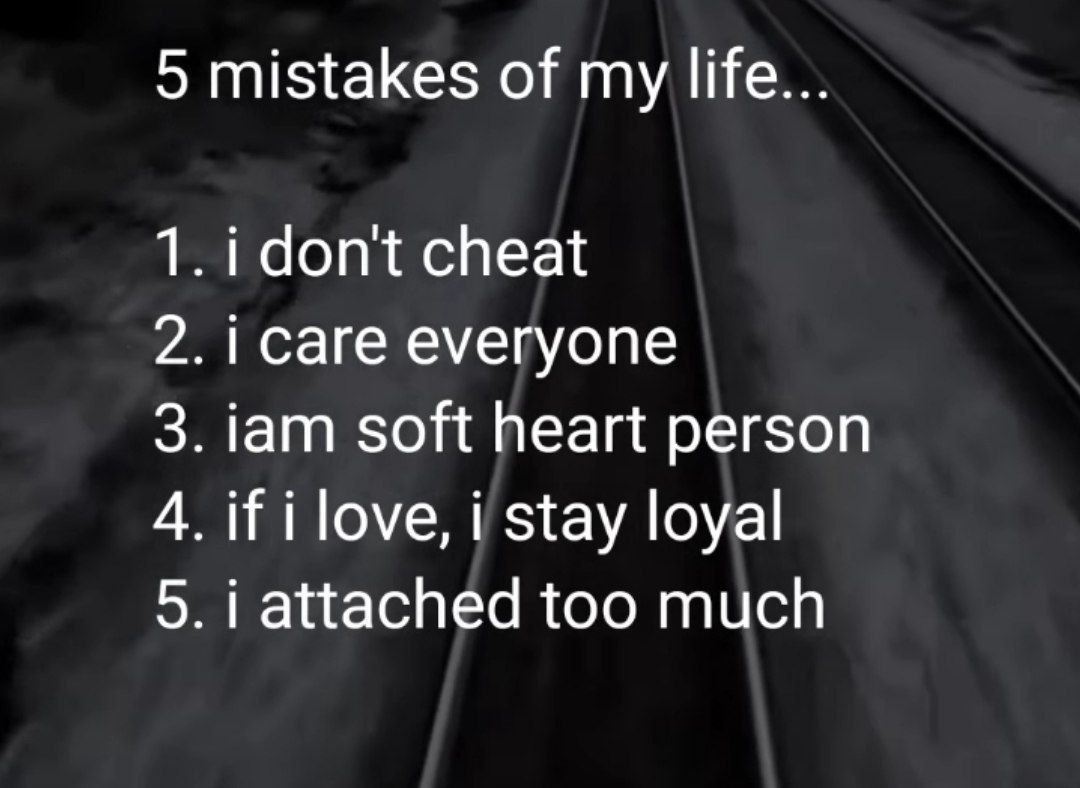 5 mistakes of my life...
1. i don't cheat
2. i care everyone
3. iam soft heart person
4. if i love, i stay loyal
5. i attached too much